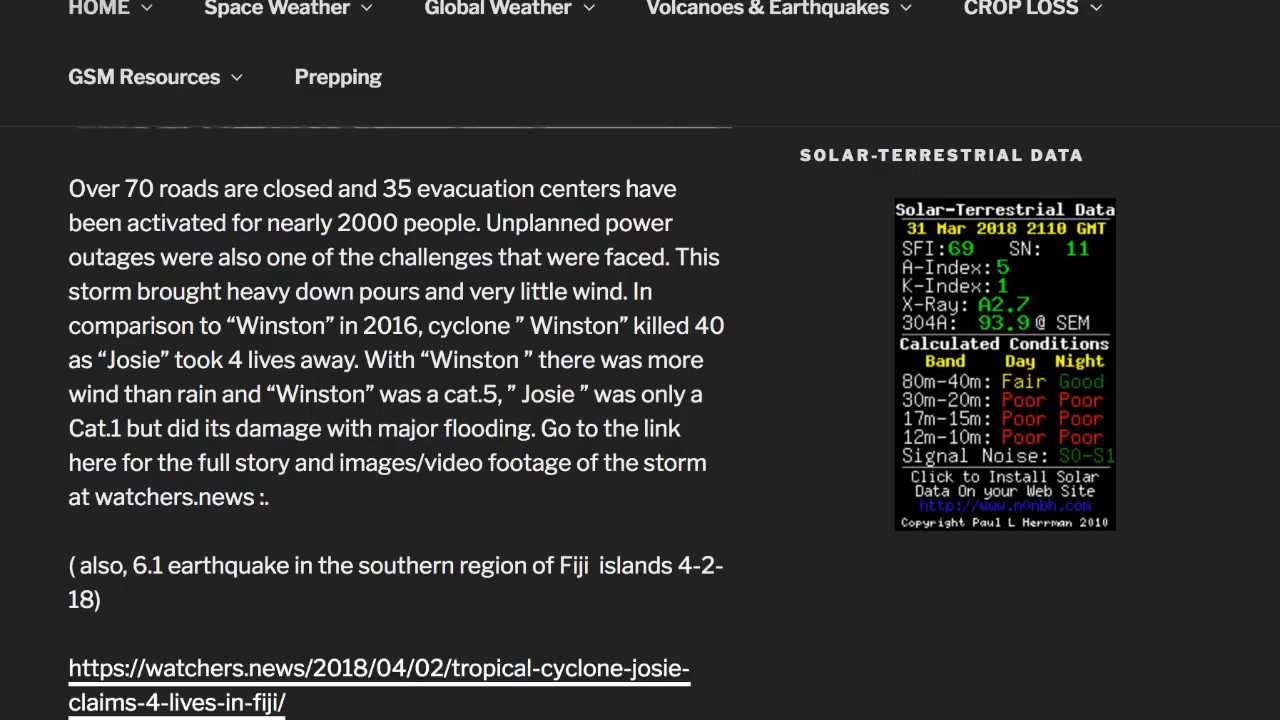 HOME Space Weather Global Weather Volcanoes & Earthquakes CROP LOSS
GSM Resources Prepping
Over 70 roads are closed and 35 evacuation centers have
been activated for nearly 2000 people. Unplanned power
outages were also one of the challenges that were faced. This
storm brought heavy down pours and very little wind. In
comparison to “Winston” in 2016, cyclone ” Winston” killed 40
as “Josie” took 4 lives away. With “Winston ” there was more
wind than rain and “Winston” was a cat.5, ” Josie ” was only a
Cat.1 but did its damage with major flooding. Go to the link
here for the full story and images/video footage of the storm
at watchers.news :.
( also, 6.1 earthquake in the southern region of Fiji islands 4-2-
18)
https://watchers.news/2018/04/02/tropical-cyclone-josie-
claims-4-lives-in-fiji/
SOLAR-TERRESTRIAL DATA
Solar-Terrestrial Data
31 Mar 2018 2110 GMT
SFI:69 SN: 11
A-Index:5
K-Index:1
X-Ray: A2.7
304A: 93.9 @ SEM
Calculated Conditions
Band Day Night
80m-40m: Fair Good
30m-20m: Poor Poor
17m-15m: Poor Poor
12m-10m: Poor Poor
Signal Noise: S0-S1
Click to Install Solar
Data On your Web Site
http://www.n0nbh.com
Copyright Paul L Herrman 2010